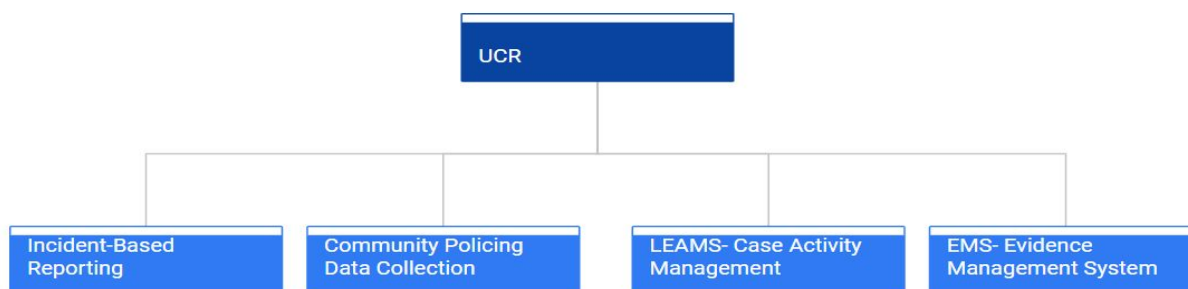 UCR
Incident-Based
Reporting
Community Policing
Data Collection
LEAMS- Case Activity
Management
EMS- Evidence
Management System